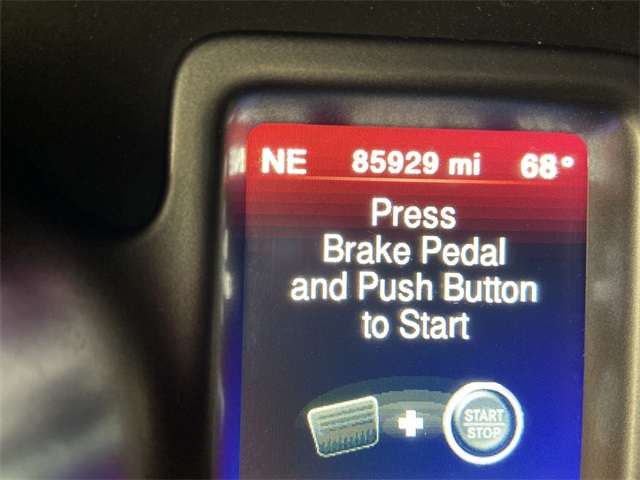 NE 85929 mi 68°
Press
Brake Pedal
and Push Button
to Start
START
STOP